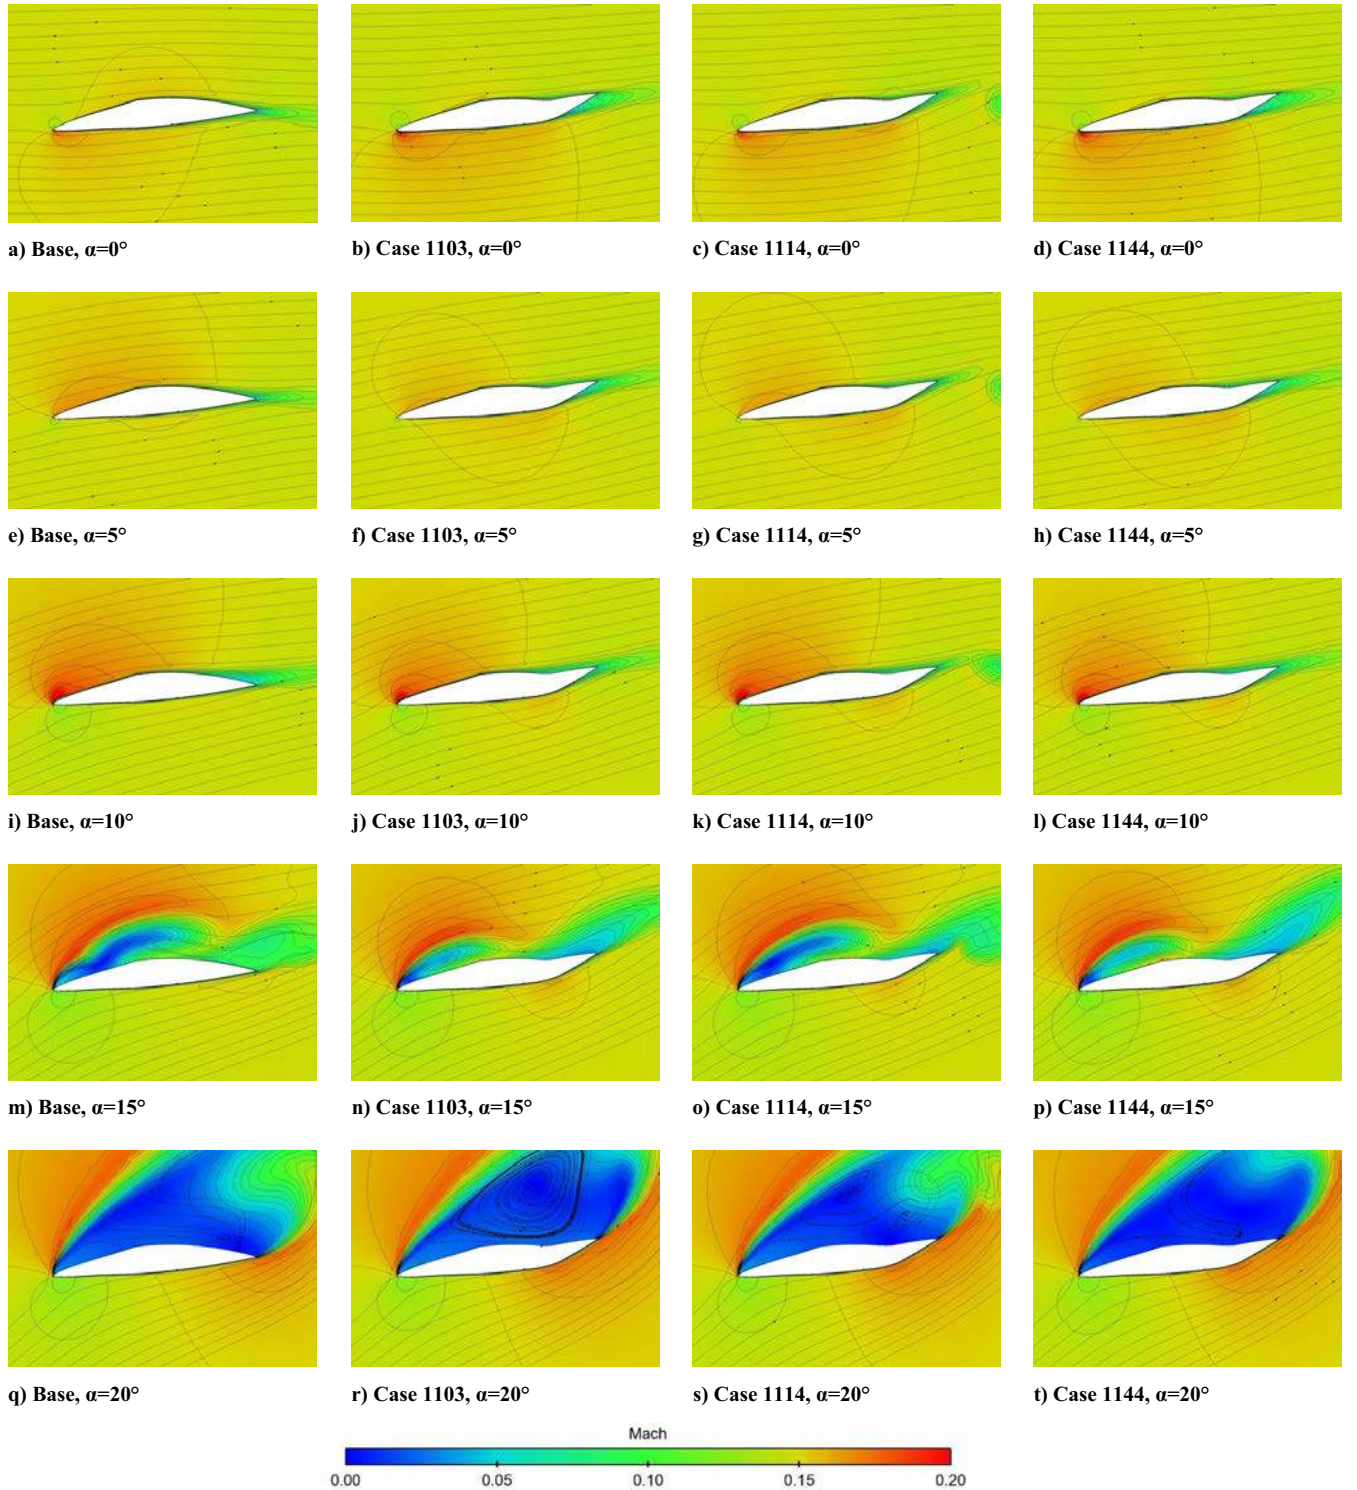 a) Base, α=0°
b) Case 1103, α=0°
c) Case 1114, α=0°
d) Case 1144, α=0°
e) Base, α=5°
f) Case 1103, α=5°
g) Case 1114, α=5°
h) Case 1144, α=5°
i) Base, α=10°
j) Case 1103, α=10°
k) Case 1114, α=10°
l) Case 1144, α=10°
m) Base, α=15°
n) Case 1103, α=15°
o) Case 1114, α=15°
p) Case 1144, α=15°
q) Base, α=20°
r) Case 1103, α=20°
s) Case 1114, α=20°
t) Case 1144, α=20°
Mach
0.00 0.05 0.10 0.15 0.20